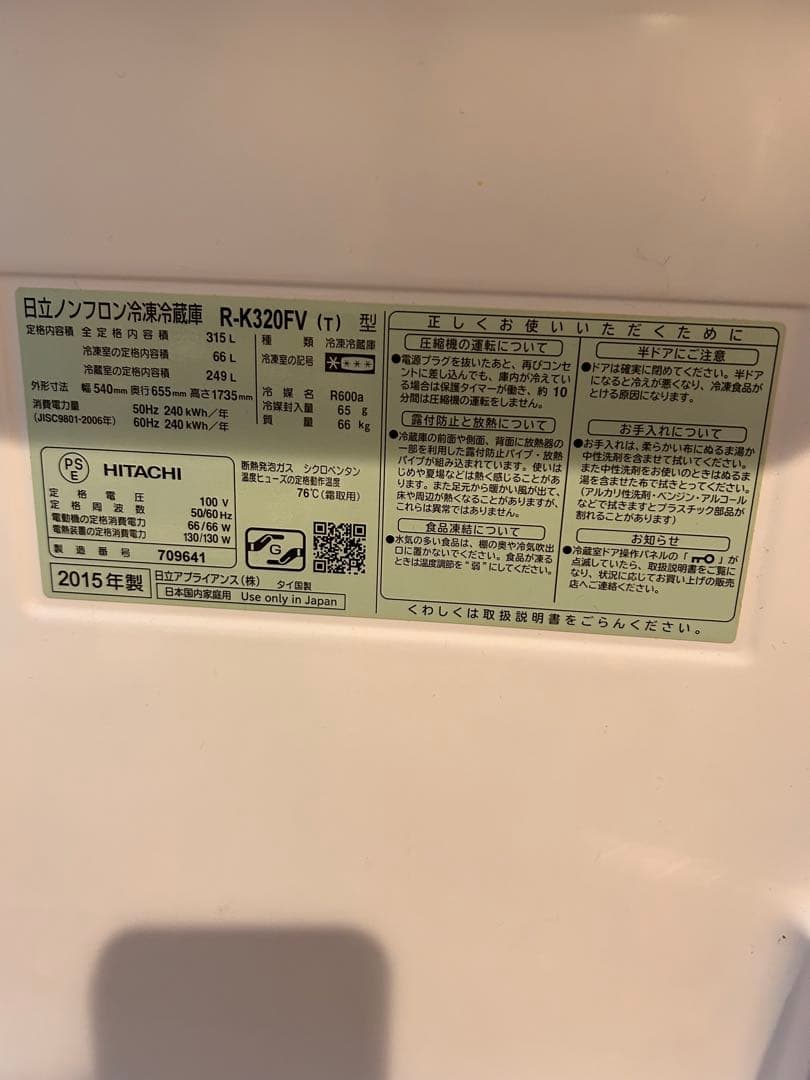 日立ノンフロン冷凍冷蔵庫 R-K320FV (T) 型
定格内容積 全定格内容積 315 L
冷凍室の定格内容積 66 L
冷蔵室の定格内容積 249 L
外形寸法 幅540mm 奥行655mm 高さ1735mm
消費電力量 50Hz 240 kWh/年
(JISC9801-2006年) 60Hz 240 kWh/年
種類 冷凍冷蔵庫
冷凍室の記号
冷媒名 R600a
冷媒封入量 65 g
質量 66 kg
PS
E
HITACHI
定格電圧 100 V
定格周波数 50/60 Hz
電動機の定格消費電力 66/66 W
電熱装置の定格消費電力 130/130 W
製造番号 709641
断熱発泡ガス シクロペンタン
温度ヒューズの定格動作温度
76℃(霜取用)
G
2015年製
日立アプライアンス(株) タイ国製
日本国内家庭用 Use only in Japan
正しくお使いいただくために
圧縮機の運転について
●電源プラグを抜いたあと、再びコンセ
ントに差し込んでも、庫内が冷えてい
る場合は保護タイマーが働き、約 10
分間は圧縮機の運転をしません。
露付防止と放熱について
●冷蔵庫の前面や側面、背面に放熱器の
一部を利用した露付防止パイプ・放熱
パイプが組み込まれています。使いは
じめや夏場などは熱く感じることがあり
ます。また足元から暖かい風が出て、
床や周辺が熱くなることがありますが、
これらは異常ではありません。
食品凍結について
●水気の多い食品は、棚の奥や冷気吹出
口に置かないでください。食品が凍る
ときは温度調節を“弱”にしてください。
半ドアにご注意
●ドアは確実に閉めてください。半ドア
になると冷えが悪くなり、冷凍食品が
とける原因になります。
お手入れについて
●お手入れは、柔らかい布にぬるま湯か
中性洗剤を含ませて拭いてください。
また中性洗剤をお使いのときはぬるま
湯を含ませた布で拭きとってください。
(アルカリ性洗剤・ベンジン・アルコール
などで拭きますとプラスチック部品が
割れることがあります)
お知らせ
●冷蔵室ドア操作パネルの「 」が
点滅していたら、取扱説明書をご覧に
なり、状況に応じてお買い上げの販売
店へご連絡ください。
くわしくは取扱説明書をごらんください。